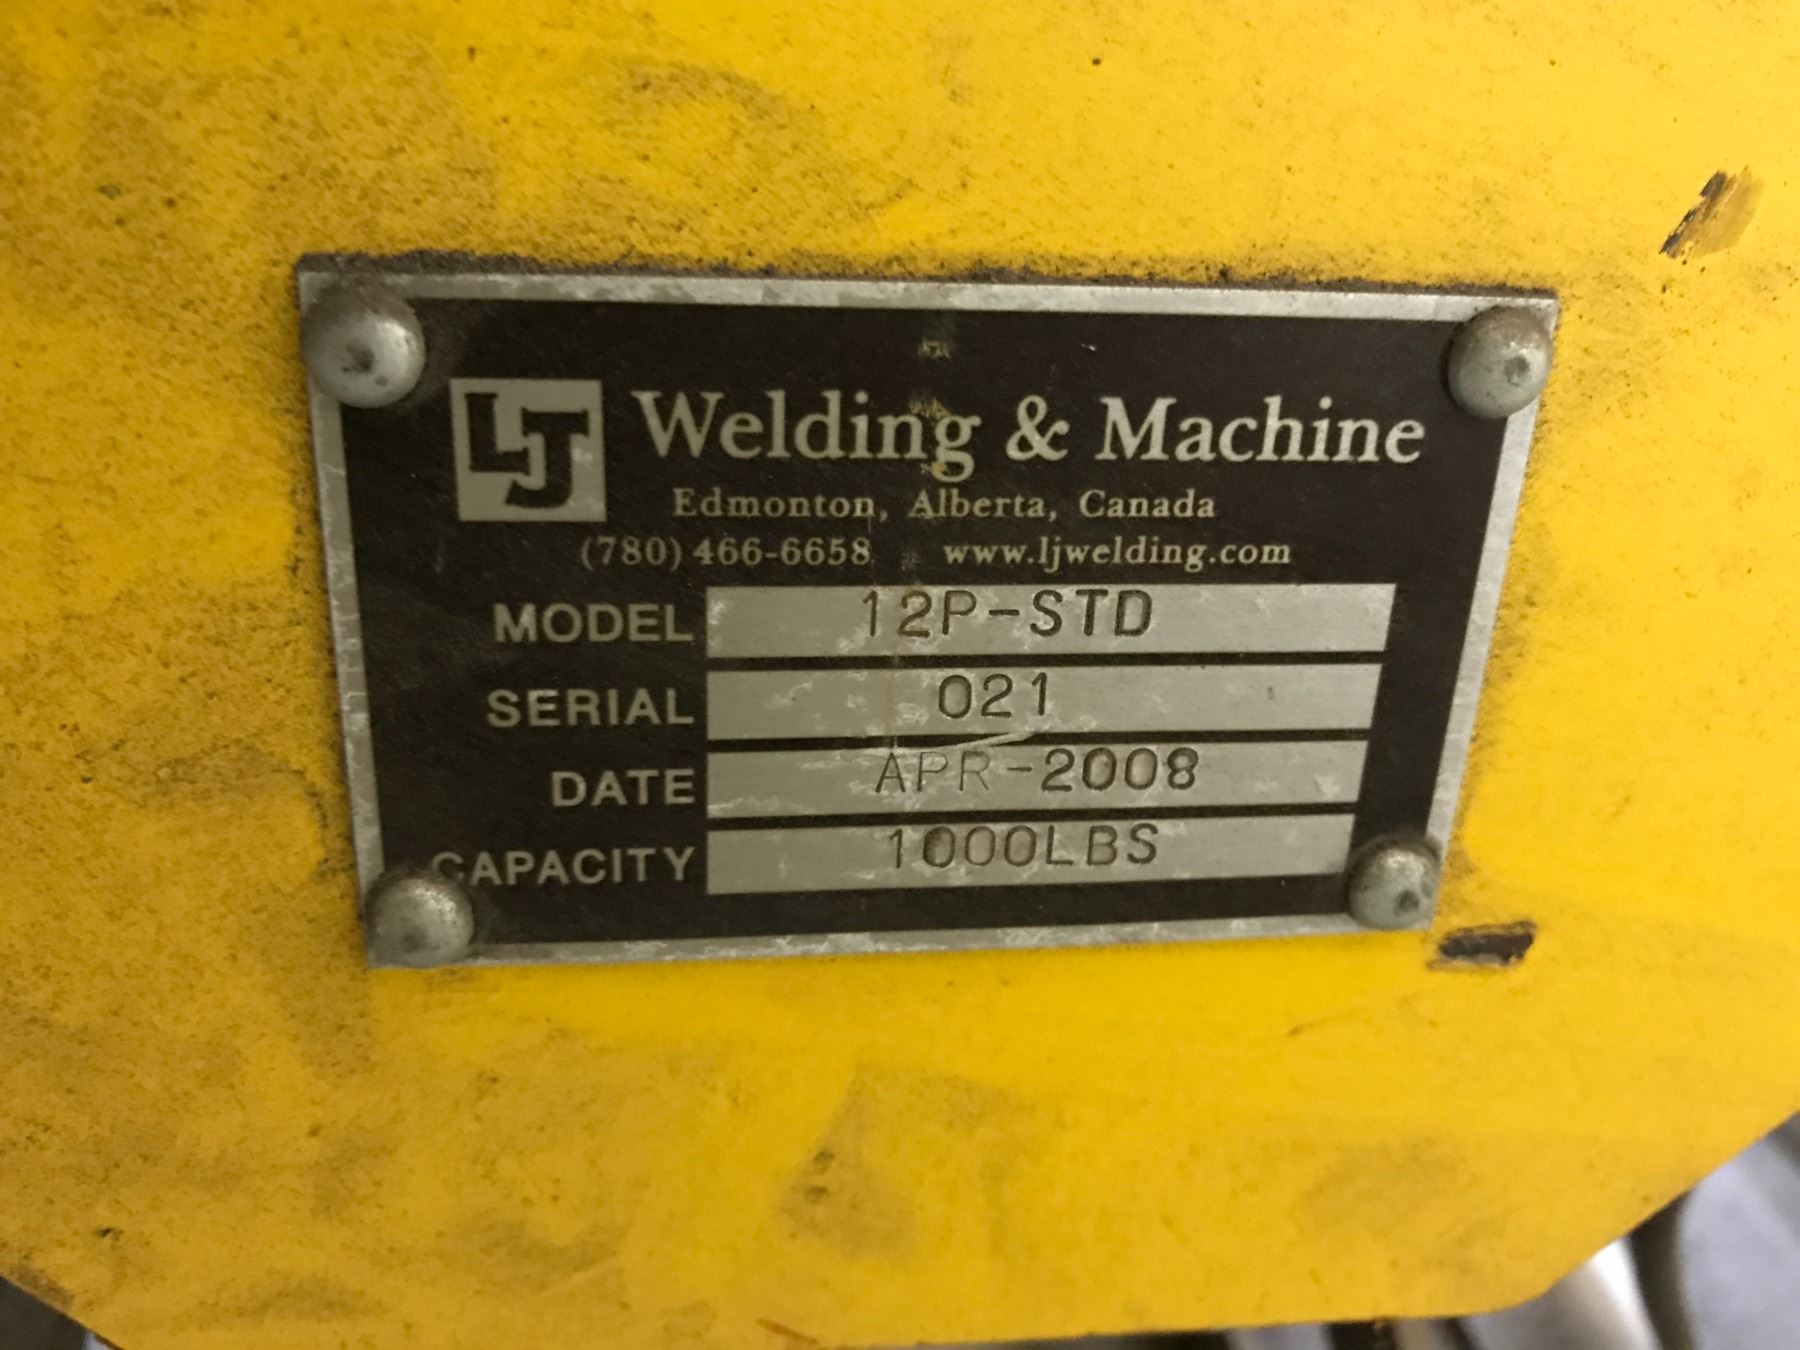 LJ Welding & Machine
Edmonton, Alberta, Canada
(780) 466-6658 www.ljwelding.com
MODEL 12P-STD
SERIAL 021
DATE APR-2008
CAPACITY 1000LBS